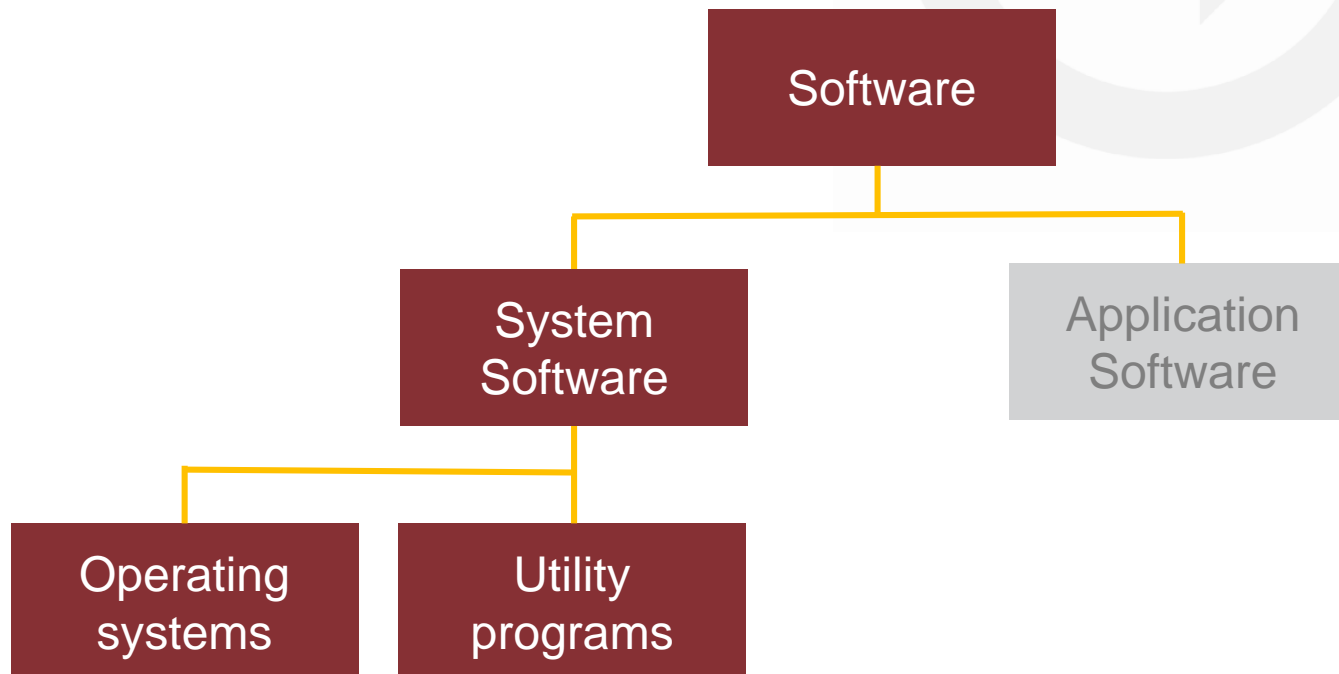 Software
System
Software
Application
Software
Operating
systems
Utility
programs